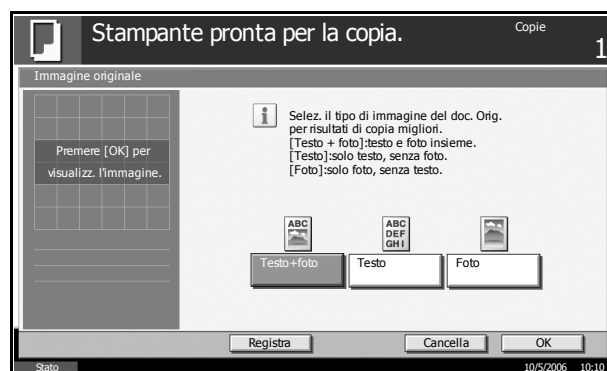 Stampante pronta per la copia.
Copie
1
Immagine originale
Premere [OK] per
visualizz. l'immagine.
Selez. il tipo di immagine del doc. Orig.
per risultati di copia migliori.
[Testo + foto]:testo e foto insieme.
[Testo]:solo testo, senza foto.
[Foto]:solo foto, senza testo.
ABC
ABC
DEF
GHI
Testo+foto
Testo
Foto
Registra
Cancella
OK
Stato
10/5/2006 10:10